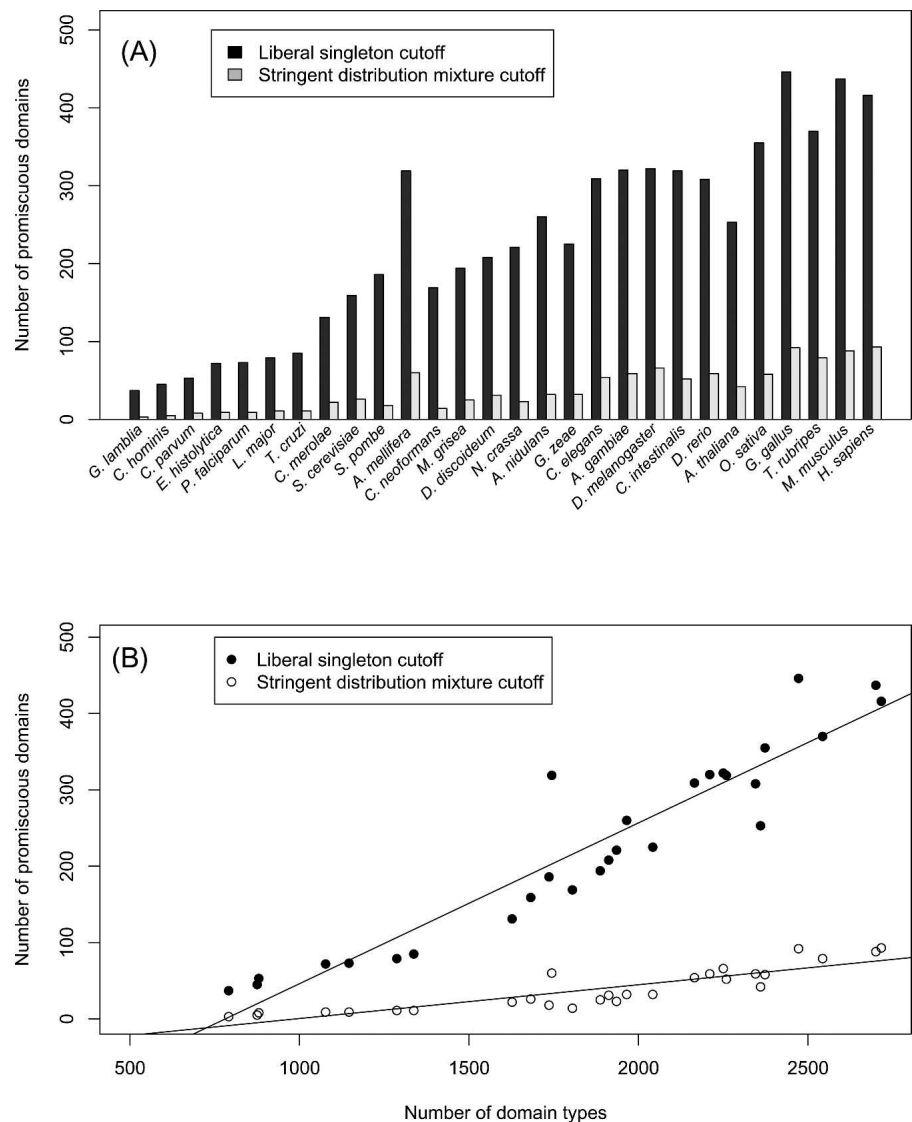 (A)
Liberal singleton cutoff
Stringent distribution mixture cutoff
Number of promiscuous domains
500
400
300
200
100
0
G. lamblia
C. hominis
C. parvum
E. histolytica
P. falciparum
L. major
T. cruzi
C. merolae
S. cerevisiae
S. pombe
A. mellifera
C. neoformans
M. grisea
D. discoideum
N. crassa
A. nidulans
G. zeae
C. elegans
A. gambiae
D. melanogaster
C. intestinalis
D. rerio
A. thaliana
O. sativa
G. gallus
T. rubripes
M. musculus
H. sapiens
(B)
Liberal singleton cutoff
Stringent distribution mixture cutoff
Number of promiscuous domains
500
400
300
200
100
0
500 1000 1500 2000 2500
Number of domain types